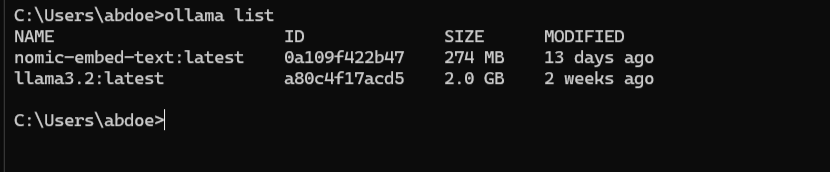 C:\Users\abdoe>ollama list
NAME ID SIZE MODIFIED
nomic-embed-text:latest 0a109f422b47 274 MB 13 days ago
llama3.2:latest a80c4f17acd5 2.0 GB 2 weeks ago
C:\Users\abdoe>